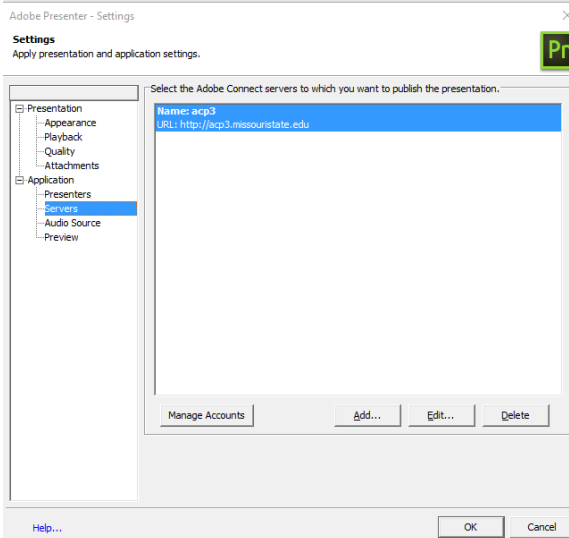 Adobe Presenter - Settings
Settings
Apply presentation and application settings.
Pr
Select the Adobe Connect servers to which you want to publish the presentation.
Presentation
Appearance
Playback
Quality
Attachments
Application
Presenters
Servers
Audio Source
Preview
Name: acp3
URL: http://acp3.missouristate.edu
Manage Accounts
Add...
Edit...
Delete
Help...
OK
Cancel